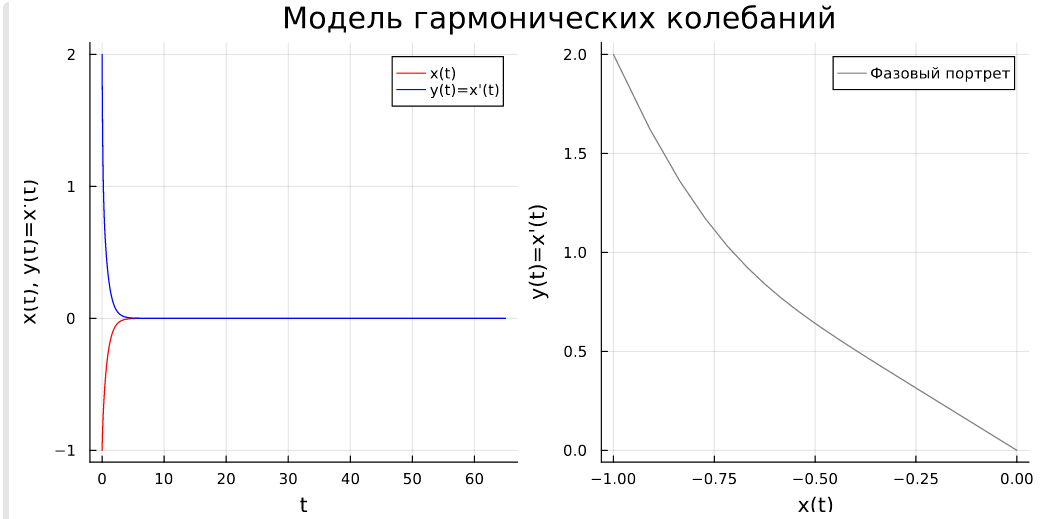 Модель гармонических колебаний
x(t), y(t)=x'(t)
2
1
0
−1
x(t)
y(t)=x'(t)
0 10 20 30 40 50 60
t
y(t)=x'(t)
2.0
1.5
1.0
0.5
0.0
Фазовый портрет
−1.00 −0.75 −0.50 −0.25 0.00
x(t)